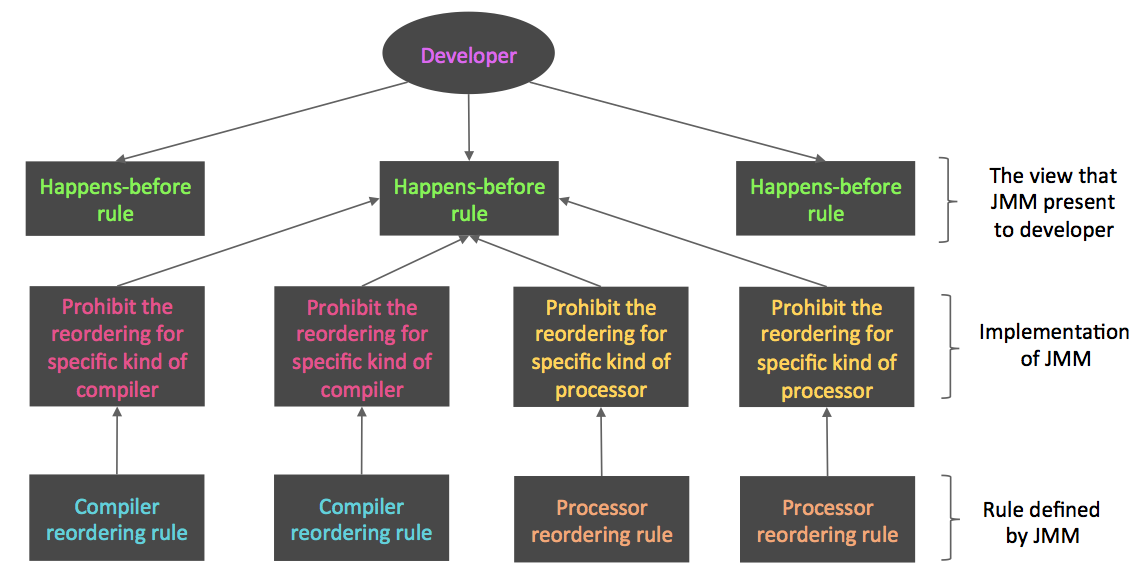 Developer
Happens-before
rule
Happens-before
rule
Happens-before
rule
The view that
JMM present
to developer
Prohibit the
reordering for
specific kind of
compiler
Prohibit the
reordering for
specific kind of
compiler
Prohibit the
reordering for
specific kind of
processor
Prohibit the
reordering for
specific kind of
processor
Implementation
of JMM
Compiler
reordering rule
Compiler
reordering rule
Processor
reordering rule
Processor
reordering rule
Rule defined
by JMM